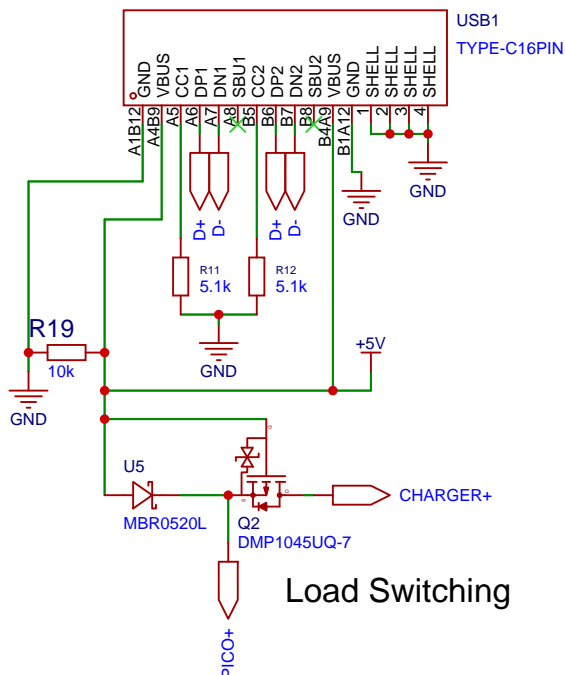 USB1
TYPE-C16PIN
GND
VBUS
CC1
DP1
DN1
SBU1
CC2
DP2
DN2
SBU2
VBUS
GND
SHELL
SHELL
SHELL
SHELL
A1B12
A4B9
A5
A6
A7
A8
B5
B6
B7
B8
B4A9
B1A12
1
2
3
4
D+
D-
D+
D-
GND
R11
5.1k
R12
5.1k
R19
10k
GND
GND
GND
+5V
U5
MBR0520L
Q2
DMP1045UQ-7
CHARGER+
Load Switching
PICO+